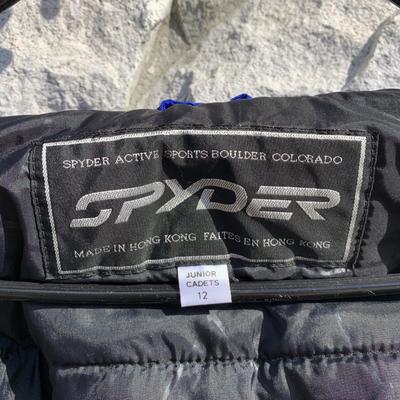 SPYDER ACTIVE SPORTS BOULDER COLORADO
SPYDER
MADE IN HONG KONG FAITES EN HONG KONG
JUNIOR
CADETS
12